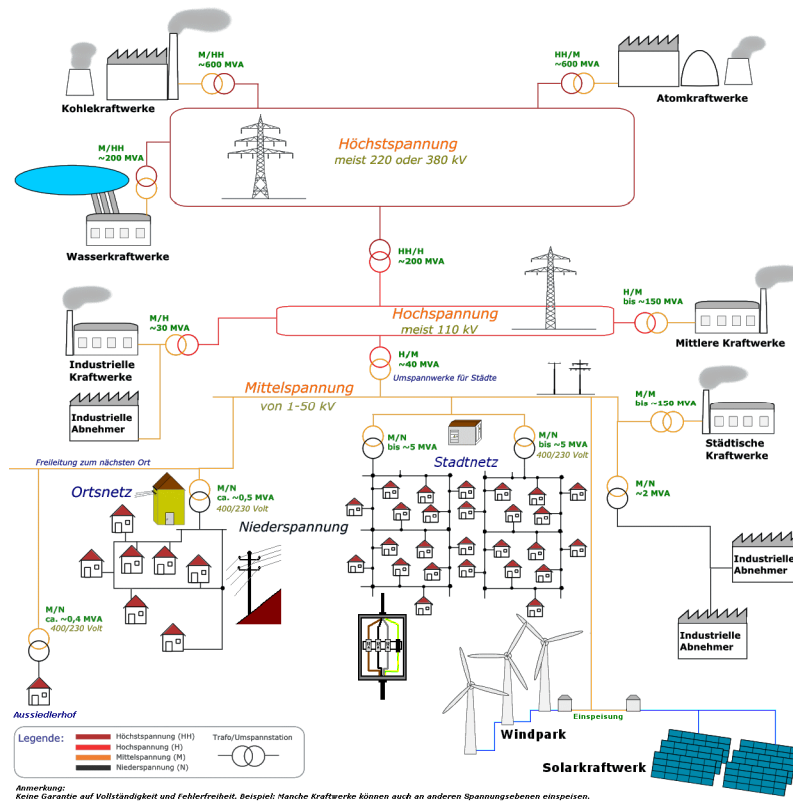 M/HH
~600 MVA
HH/M
~600 MVA
Kohlekraftwerke
Atomkraftwerke
Höchstspannung
meist 220 oder 380 kV
M/HH
~200 MVA
Wasserkraftwerke
HH/H
~200 MVA
H/M
bis ~150 MVA
Hochspannung
meist 110 kV
M/H
~30 MVA
Mittlere Kraftwerke
Industrielle
Kraftwerke
H/M
~40 MVA
Umspannwerke für Städte
Mittelspannung
von 1-50 kV
Industrielle
Abnehmer
M/M
bis ~150 MVA
Städtische
Kraftwerke
M/N
bis ~5 MVA
M/N
bis ~5 MVA
400/230 Volt
Stadtnetz
Freileitung zum nächsten Ort
Ortsnetz
M/N
ca. ~0,5 MVA
400/230 Volt
M/N
~2 MVA
Niederspannung
Industrielle
Abnehmer
M/N
ca. ~0,4 MVA
400/230 Volt
Industrielle
Abnehmer
Aussiedlerhof
Einspeisung
Windpark
Solarkraftwerk
Legende:
Höchstspannung (HH)
Hochspannung (H)
Mittelspannung (M)
Niederspannung (N)
Trafo/Umspannstation
Anmerkung:
Keine Garantie auf Vollständigkeit und Fehlerfreiheit. Beispiel: Manche Kraftwerke können auch an anderen Spannungsebenen einspeisen.